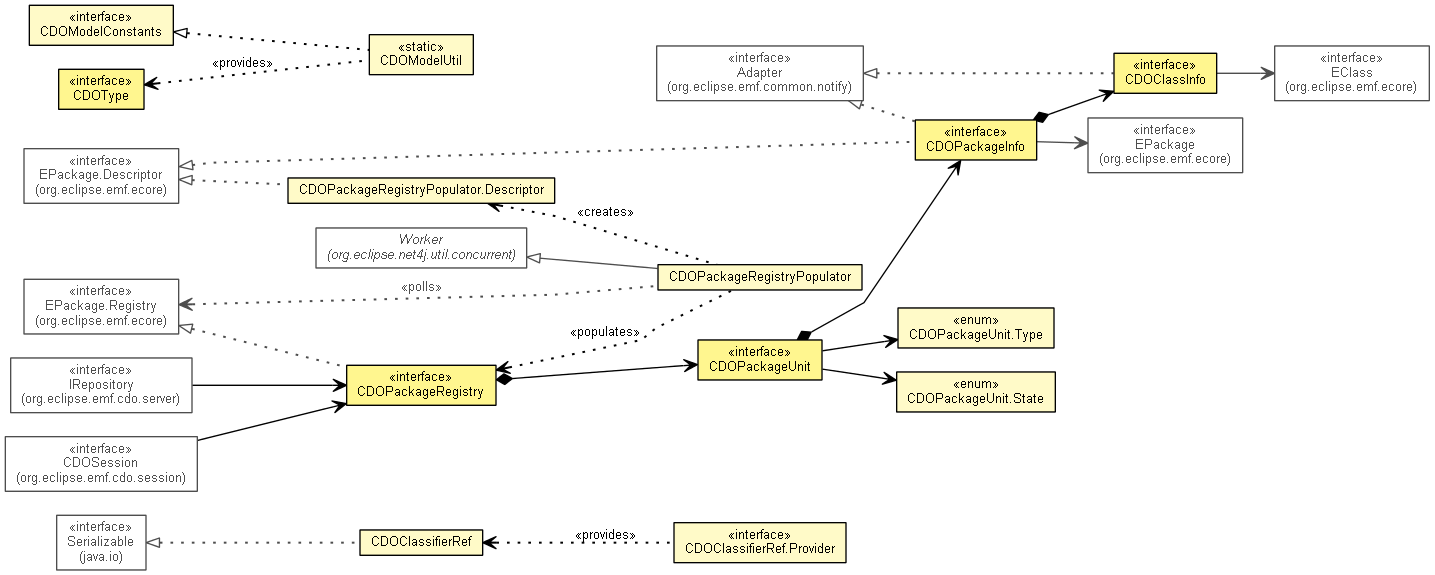 «interface»
CDOModelConstants
«static»
CDOModelUtil
«provides»
«interface»
CDOType
«interface»
Adapter
(org.eclipse.emf.common.notify)
«interface»
CDOClassInfo
«interface»
EClass
(org.eclipse.emf.ecore)
«interface»
CDOPackageInfo
«interface»
EPackage
(org.eclipse.emf.ecore)
«interface»
EPackage.Descriptor
(org.eclipse.emf.ecore)
CDOPackageRegistryPopulator.Descriptor
«creates»
Worker
(org.eclipse.net4j.util.concurrent)
CDOPackageRegistryPopulator
«interface»
EPackage.Registry
(org.eclipse.emf.ecore)
«polls»
«populates»
«enum»
CDOPackageUnit.Type
«interface»
CDOPackageUnit
«interface»
IRepository
(org.eclipse.emf.cdo.server)
«interface»
CDOPackageRegistry
«enum»
CDOPackageUnit.State
«interface»
CDOSession
(org.eclipse.emf.cdo.session)
«interface»
Serializable
(java.io)
CDOClassifierRef
«provides»
«interface»
CDOClassifierRef.Provider